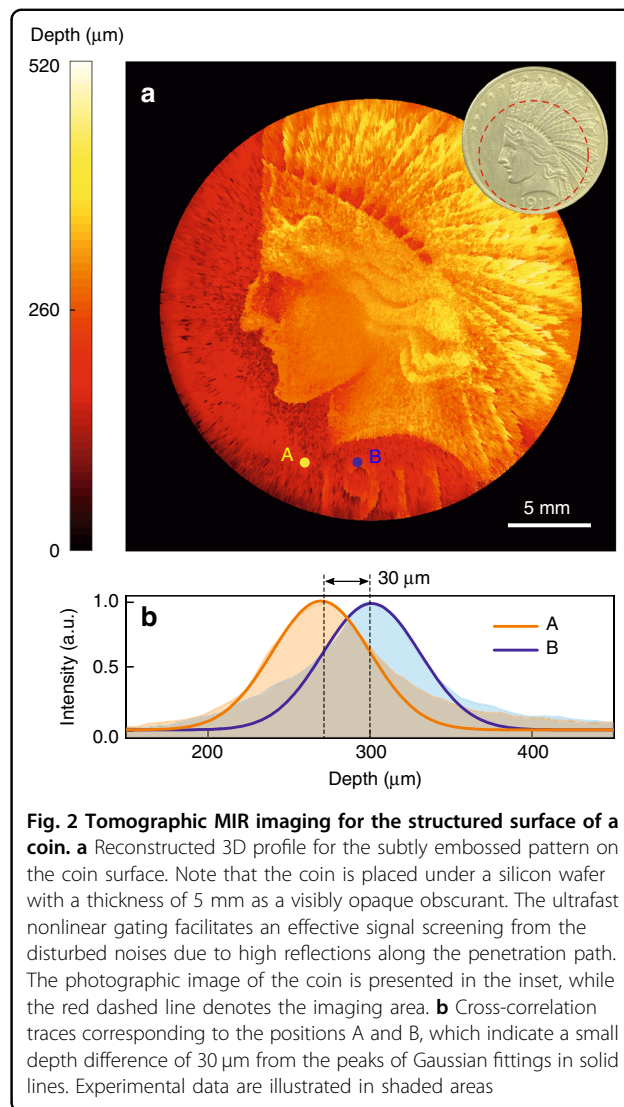 Depth (μm)
520
260
0
a
1911
A
B
5 mm
30 μm
b
A
B
Intensity (a.u.)
1.0
0.5
0.0
200
300
400
Depth (μm)
Fig. 2 Tomographic MIR imaging for the structured surface of a
coin. a Reconstructed 3D profile for the subtly embossed pattern on
the coin surface. Note that the coin is placed under a silicon wafer
with a thickness of 5 mm as a visibly opaque obscurant. The ultrafast
nonlinear gating facilitates an effective signal screening from the
disturbed noises due to high reflections along the penetration path.
The photographic image of the coin is presented in the inset, while
the red dashed line denotes the imaging area. b Cross-correlation
traces corresponding to the positions A and B, which indicate a small
depth difference of 30 μm from the peaks of Gaussian fittings in solid
lines. Experimental data are illustrated in shaded areas